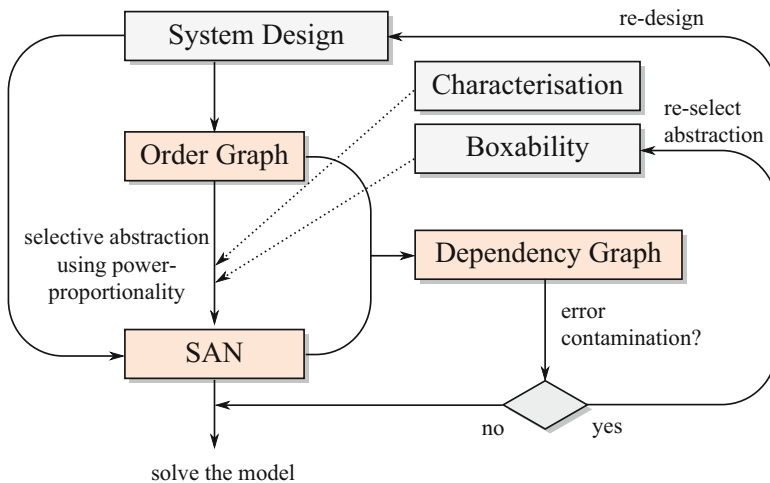 System Design
re-design
Characterisation
re-select
abstraction
Order Graph
Boxability
selective abstraction
using power-
proportionality
Dependency Graph
error
contamination?
SAN
no
yes
solve the model